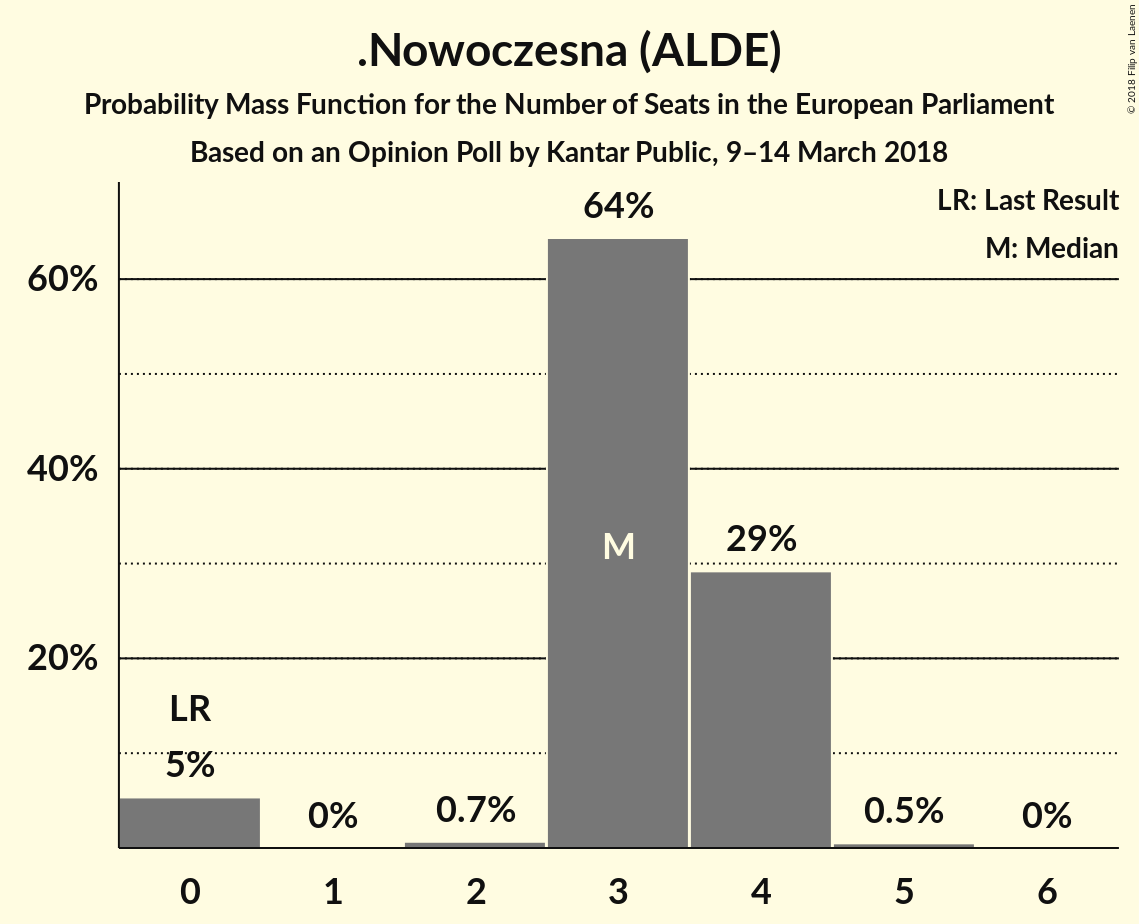 .Nowoczesna (ALDE)
Probability Mass Function for the Number of Seats in the European Parliament
Based on an Opinion Poll by Kantar Public, 9–14 March 2018
© 2018 Filip van Laenen
LR: Last Result
M: Median
64%
60%
40%
M
29%
20%
LR
5%
0%
0.7%
0.5%
0%
0 1 2 3 4 5 6